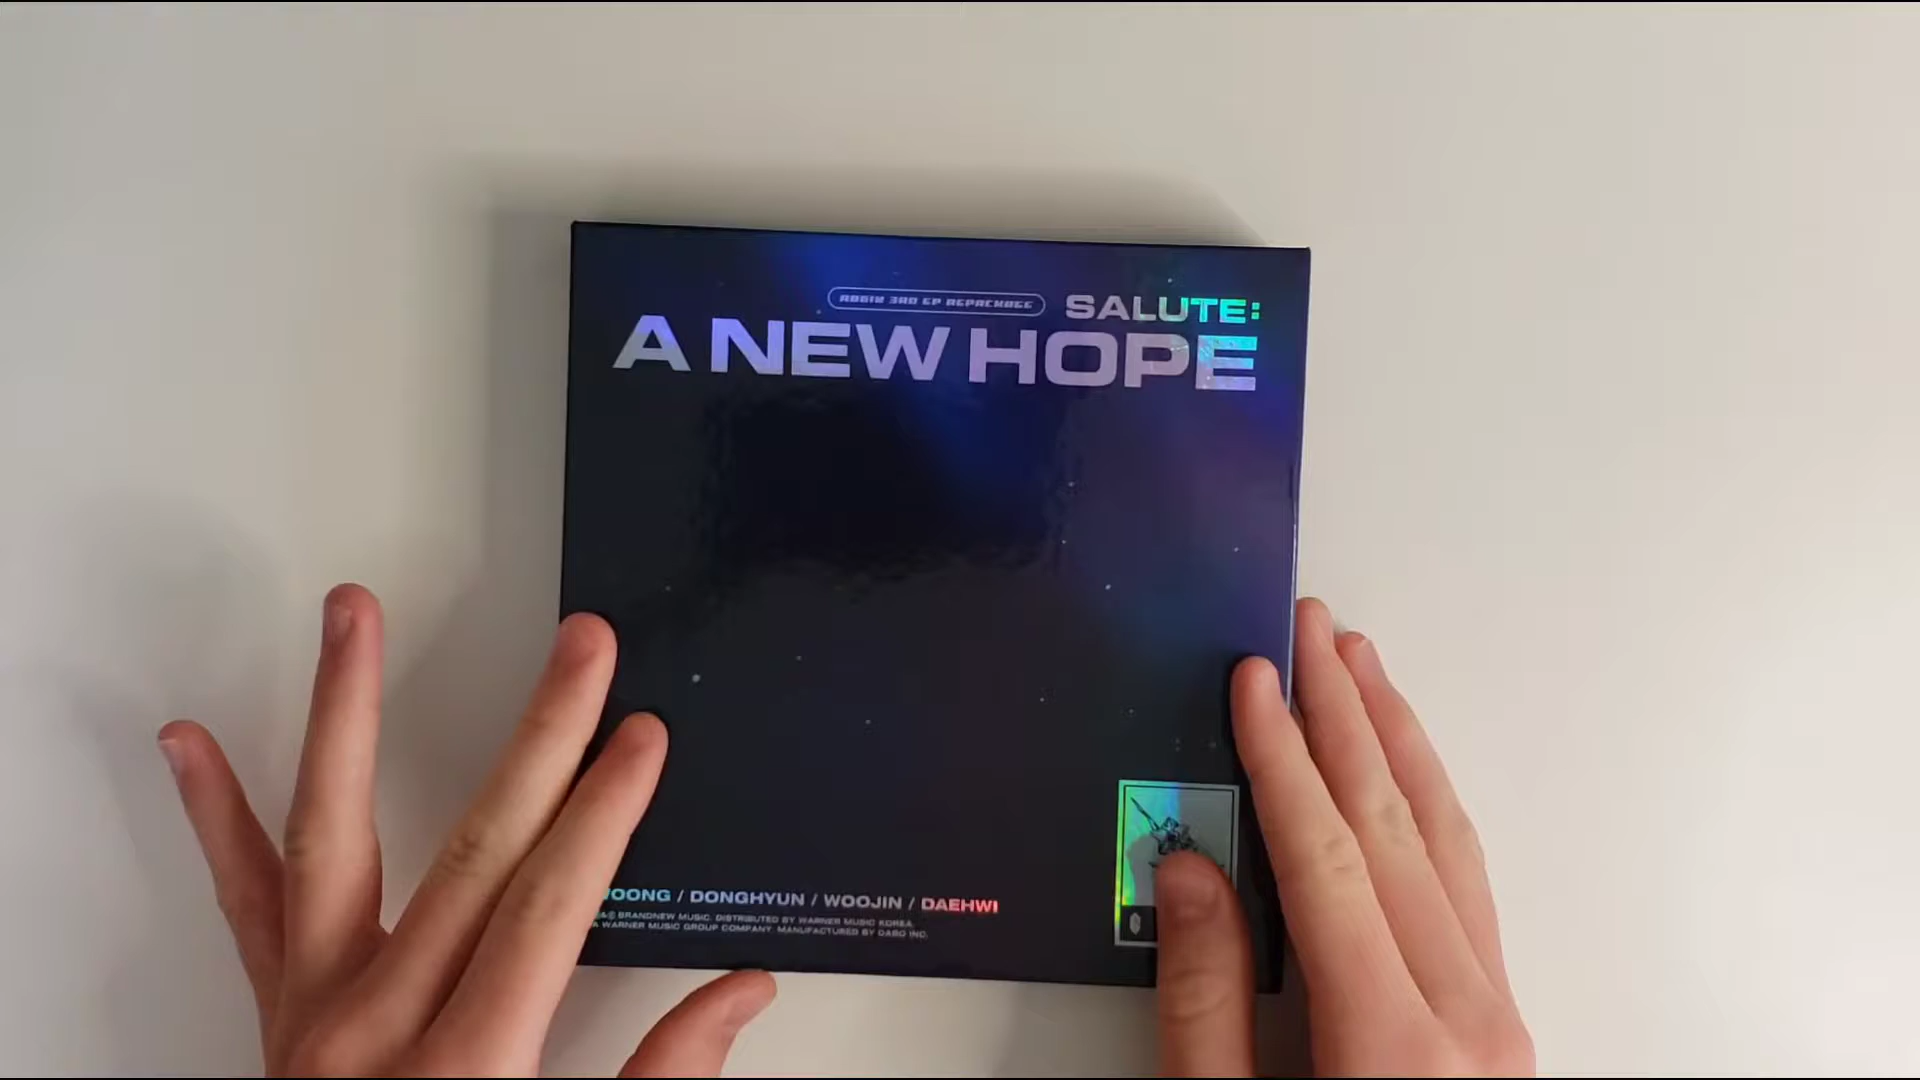 AB6IX 3RD EP REPACKAGE
SALUTE:
A NEW HOPE
WOONG / DONGHYUN / WOOJIN / DAEHWI
℗&© BRANDNEW MUSIC. DISTRIBUTED BY WARNER MUSIC KOREA.
A WARNER MUSIC GROUP COMPANY. MANUFACTURED BY DABO INC.